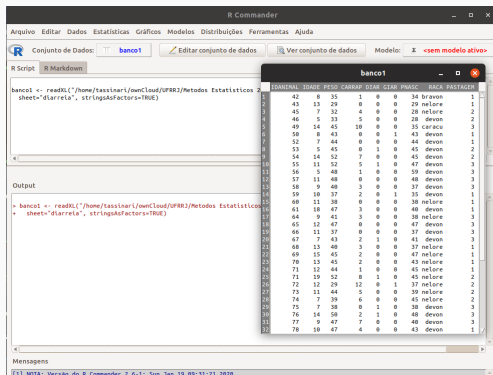 R Commander
Arquivo Editar Dados Estatísticas Gráficos Modelos Distribuições Ferramentas Ajuda
Conjunto de Dados: banco1 Editar conjunto de dados Ver conjunto de dados Modelo: Σ <sem modelo ativo>
R Script R Markdown
banco1 <- readXL("/home/tassinari/ownCloud/UFRRJ/Metodos Estatisticos 2
sheet="diarreia", stringsAsFactors=TRUE)
Output
> banco1 <- readXL("/home/tassinari/ownCloud/UFRRJ/Metodos Estatisticos
+ sheet="diarreia", stringsAsFactors=TRUE)
Mensagens
[1] NOTA: Versão do R Commander 2.6-1: Sun Jan 19 09:31:21 2020
banco1
IDANIMAL IDADE PESO CARRAP DIAR GIAR PNASC RACA PASTAGEM
1 42 8 35 1 0 0 34 bravon 1
2 43 13 29 0 0 0 29 nelore 1
3 45 7 32 4 0 0 28 nelore 2
4 46 5 33 5 0 0 28 devon 2
5 49 14 45 10 0 0 35 caracu 3
6 50 8 43 0 0 1 43 devon 1
7 52 7 44 0 0 0 44 devon 1
8 53 5 45 0 1 0 45 devon 2
9 54 14 52 7 0 0 45 devon 2
10 55 11 52 5 1 0 47 devon 3
11 56 5 48 1 0 0 59 devon 3
12 57 11 48 0 0 0 48 devon 3
13 58 9 40 3 0 0 37 devon 3
14 59 10 37 2 0 1 35 devon 1
15 60 11 38 0 0 0 38 nelore 1
16 61 10 47 3 0 0 40 devon 2
17 64 9 41 3 0 0 38 nelore 3
18 65 12 47 0 0 0 47 devon 3
19 66 11 37 0 0 0 37 devon 3
20 67 7 43 2 1 0 41 devon 3
21 68 13 40 3 0 0 37 nelore 1
22 69 15 45 2 0 0 47 nelore 1
23 70 13 45 2 0 0 43 nelore 1
24 71 12 44 1 0 0 45 nelore 1
25 71 19 52 8 1 0 45 nelore 2
26 72 12 29 12 0 1 37 nelore 2
27 73 11 44 5 0 0 39 nelore 2
28 74 7 39 6 0 0 45 nelore 2
29 75 7 38 0 1 0 38 devon 3
30 76 14 50 2 1 0 48 devon 3
31 77 9 47 7 0 0 40 devon 3
32 78 10 47 4 0 0 43 devon 1